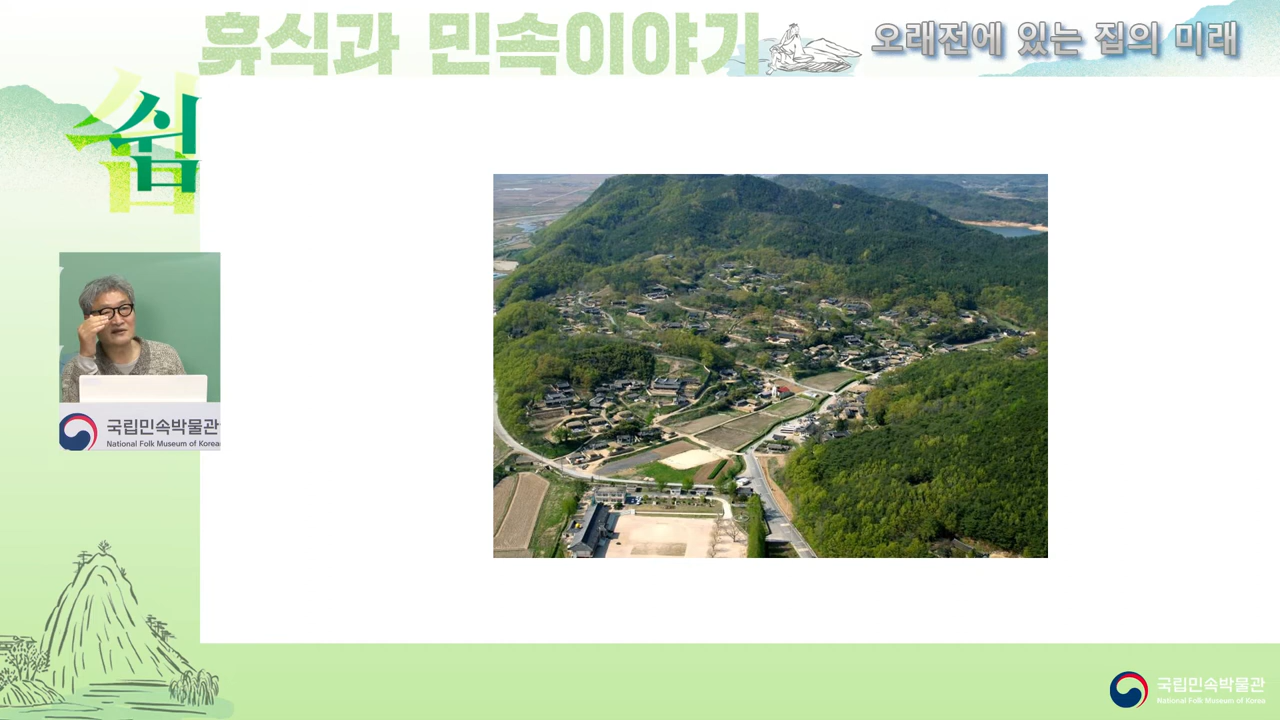 휴식과 민속이야기
오래전에 있는 집의 미래
쉼
국립민속박물관
National Folk Museum of Korea
국립민속박물관
National Folk Museum of Korea